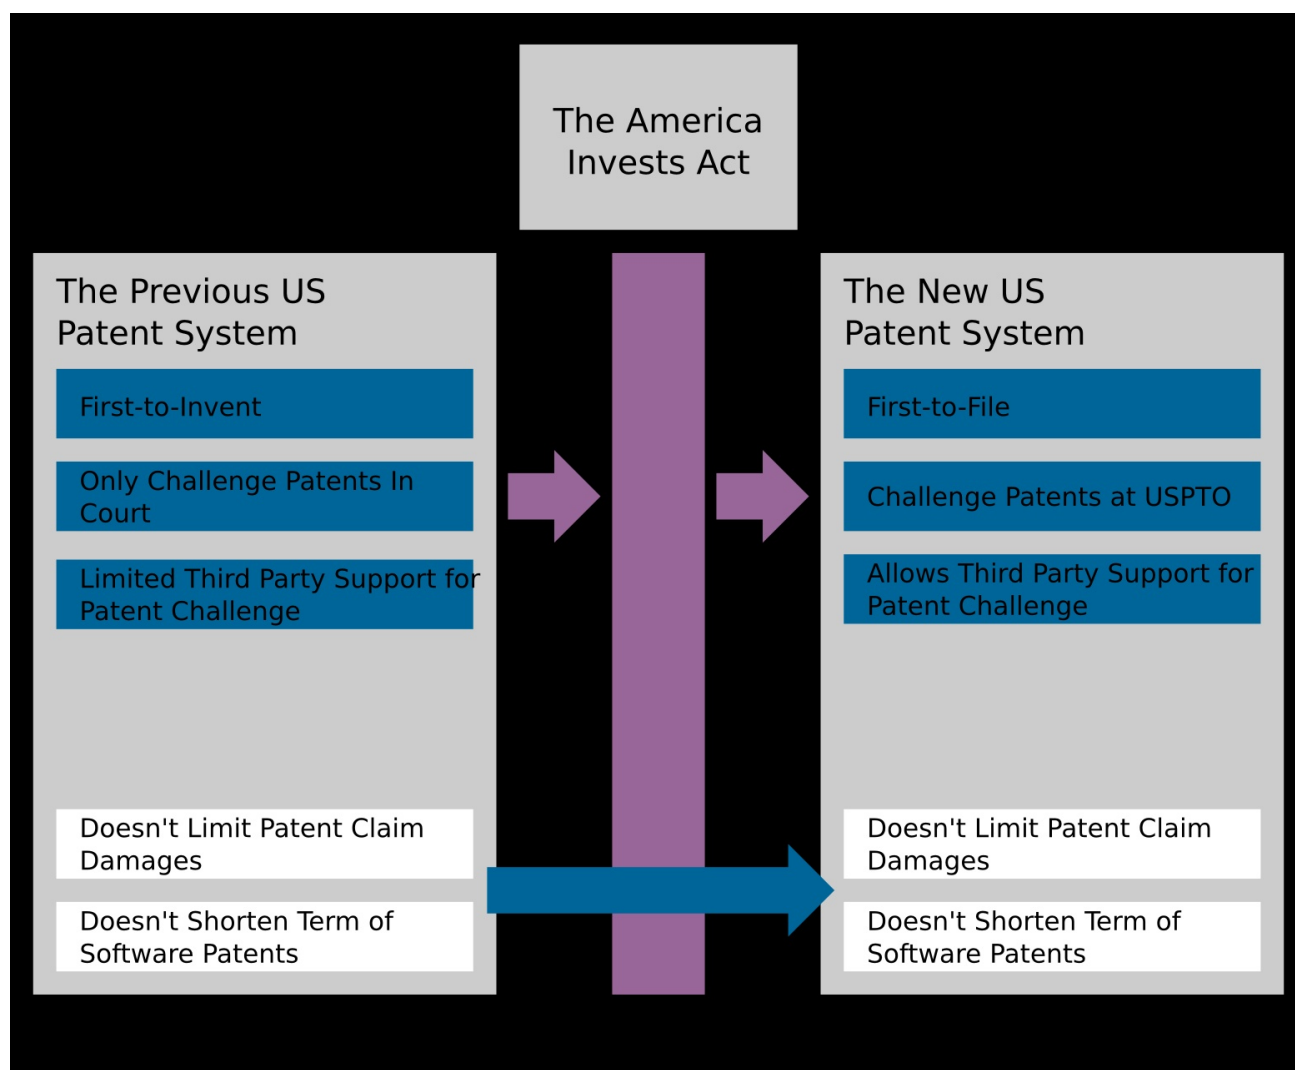 The America
Invests Act
The Previous US
Patent System
First-to-Invent
Only Challenge Patents In
Court
Limited Third Party Support for
Patent Challenge
Doesn't Limit Patent Claim
Damages
Doesn't Shorten Term of
Software Patents
The New US
Patent System
First-to-File
Challenge Patents at USPTO
Allows Third Party Support for
Patent Challenge
Doesn't Limit Patent Claim
Damages
Doesn't Shorten Term of
Software Patents